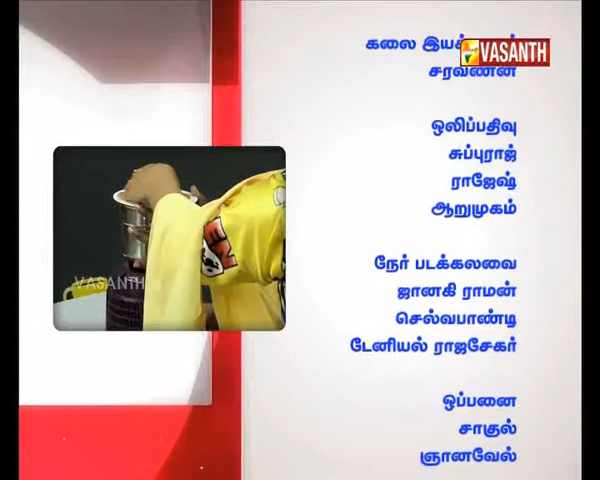 கலை
VASANTH
சரவணன்
ஒலிப்பதிவு
சுப்புராஜ்
ராஜேஷ்
ஆறுமுகம்
நேர் படக்கலவை
ஜானகி ராமன்
செல்வபாண்டி
டேனியல் ராஜசேகர்
ஒப்பனை
சாகுல்
ஞானவேல்
VASANTH